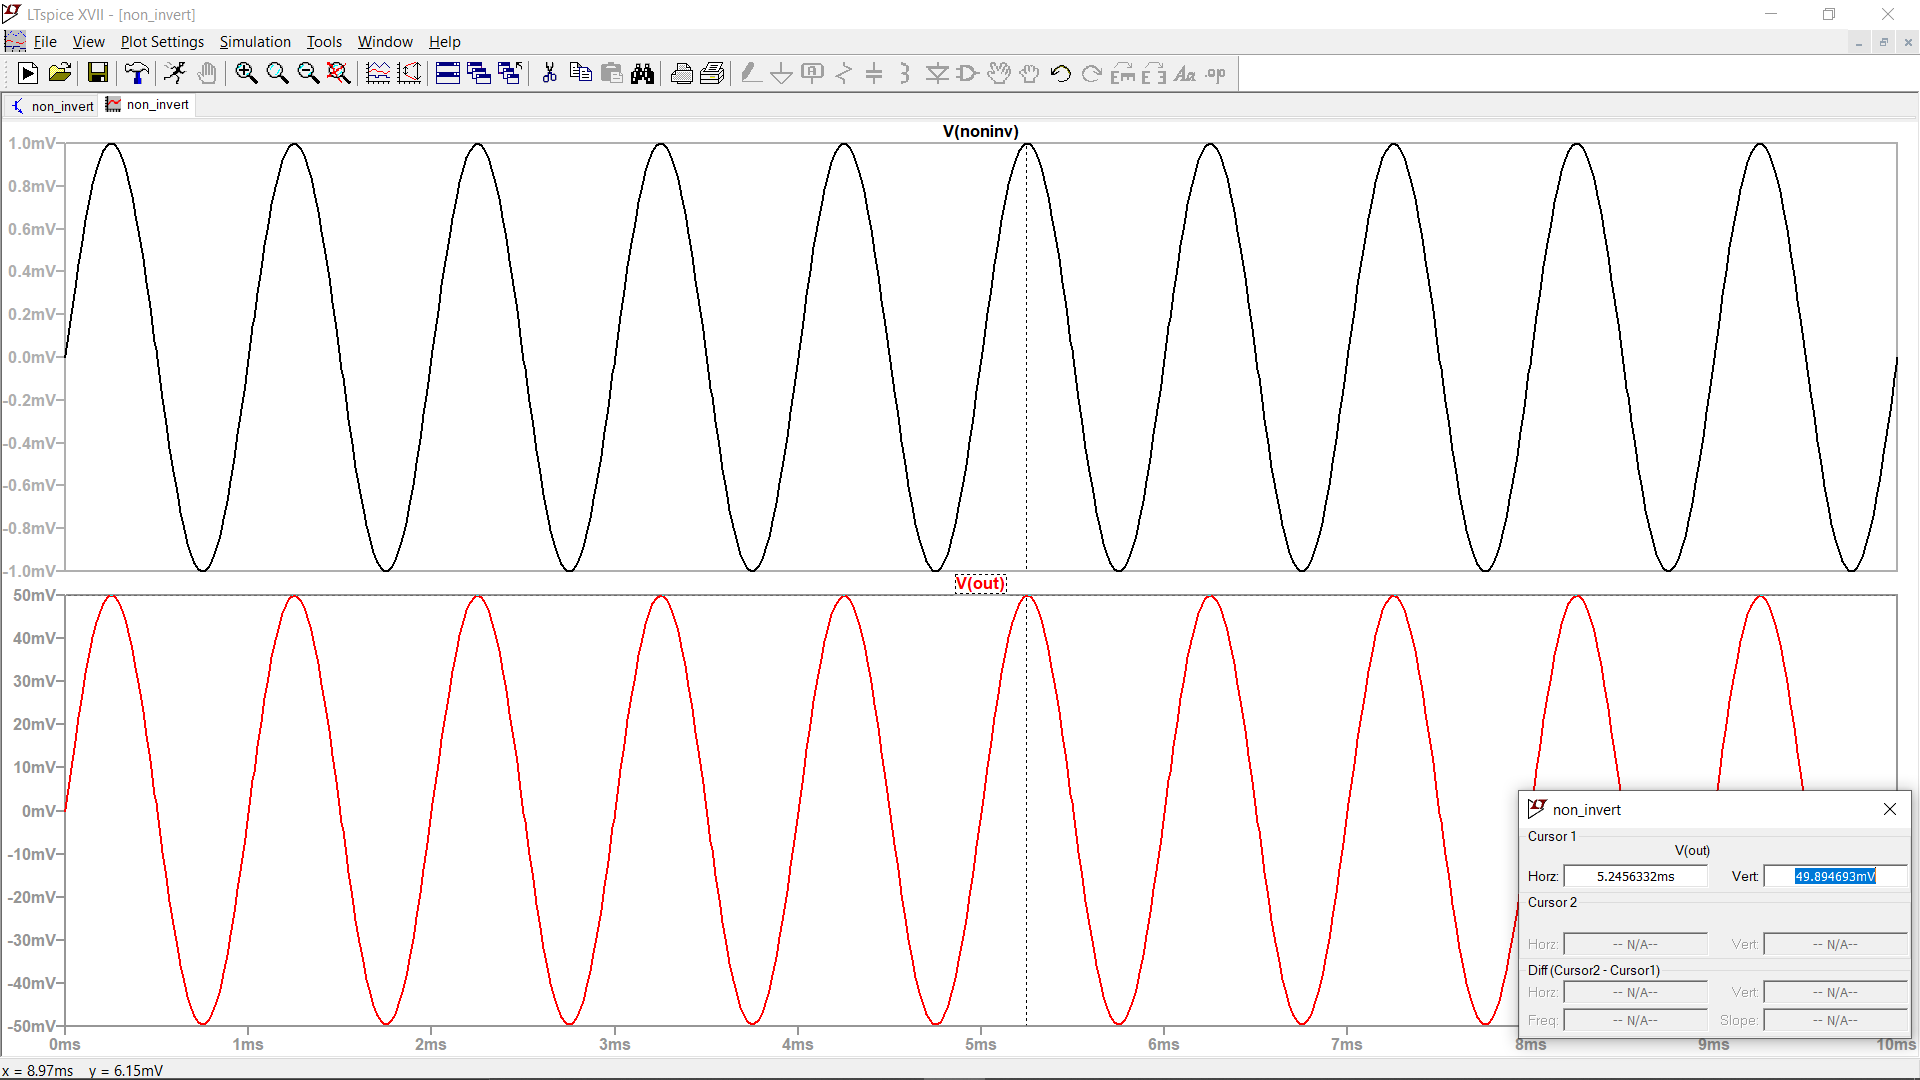 LTspice XVII - [non_invert]
File View Plot Settings Simulation Tools Window Help
non_invert non_invert
V(noninv)
1.0mV
0.8mV
0.6mV
0.4mV
0.2mV
0.0mV
-0.2mV
-0.4mV
-0.6mV
-0.8mV
-1.0mV
V(out)
50mV
40mV
30mV
20mV
10mV
0mV
-10mV
-20mV
-30mV
-40mV
-50mV
0ms 1ms 2ms 3ms 4ms 5ms 6ms 7ms 8ms 9ms 10ms
non_invert
Cursor 1
V(out)
Horz: 5.2456332ms Vert: 49.894693mV
Cursor 2
Horz: -- N/A-- Vert: -- N/A--
Diff (Cursor2 - Cursor1)
Horz: -- N/A-- Vert: -- N/A--
Freq: -- N/A-- Slope: -- N/A--
x = 8.97ms y = 6.15mV